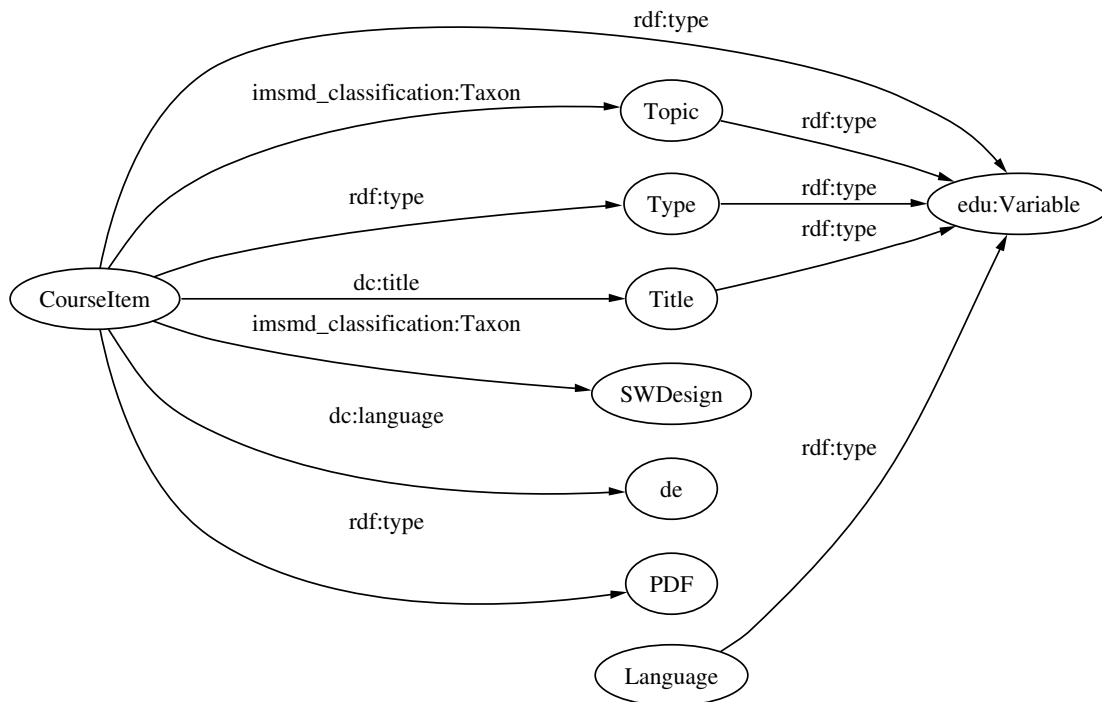 rdf:type
imsmd_classification:Taxon
Topic
rdf:type
rdf:type
Type
rdf:type
edu:Variable
rdf:type
CourseItem
dc:title
Title
imsmd_classification:Taxon
SWDesign
dc:language
rdf:type
de
rdf:type
PDF
Language